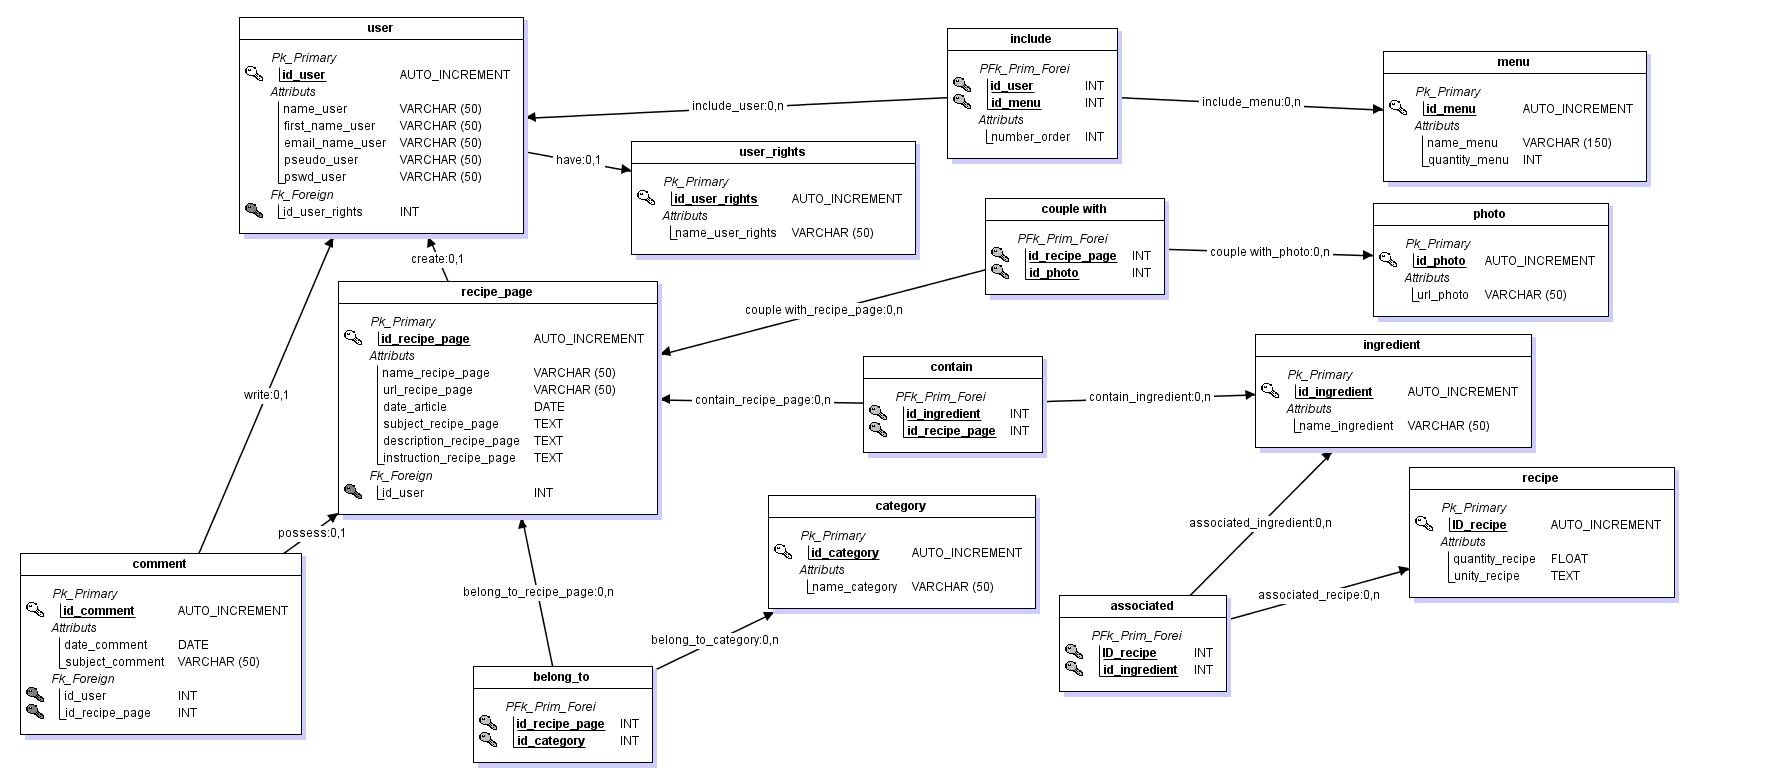 user
Pk_Primary
id_user AUTO_INCREMENT
Attributs
name_user VARCHAR (50)
first_name_user VARCHAR (50)
email_name_user VARCHAR (50)
pseudo_user VARCHAR (50)
pswd_user VARCHAR (50)
Fk_Foreign
id_user_rights INT
include_user:0,n
include
PFk_Prim_Forei
id_user INT
id_menu INT
Attributs
number_order INT
include_menu:0,n
menu
Pk_Primary
id_menu AUTO_INCREMENT
Attributs
name_menu VARCHAR (150)
quantity_menu INT
have:0,1
user_rights
Pk_Primary
id_user_rights AUTO_INCREMENT
Attributs
name_user_rights VARCHAR (50)
couple with
PFk_Prim_Forei
id_recipe_page INT
id_photo INT
couple with_photo:0,n
photo
Pk_Primary
id_photo AUTO_INCREMENT
Attributs
url_photo VARCHAR (50)
create:0,1
couple with_recipe_page:0,n
recipe_page
Pk_Primary
id_recipe_page AUTO_INCREMENT
Attributs
name_recipe_page VARCHAR (50)
url_recipe_page VARCHAR (50)
date_article DATE
subject_recipe_page TEXT
description_recipe_page TEXT
instruction_recipe_page TEXT
Fk_Foreign
id_user INT
contain_recipe_page:0,n
contain
PFk_Prim_Forei
id_ingredient INT
id_recipe_page INT
contain_ingredient:0,n
ingredient
Pk_Primary
id_ingredient AUTO_INCREMENT
Attributs
name_ingredient VARCHAR (50)
write:0,1
possess:0,1
category
Pk_Primary
id_category AUTO_INCREMENT
Attributs
name_category VARCHAR (50)
associated_ingredient:0,n
recipe
Pk_Primary
ID_recipe AUTO_INCREMENT
Attributs
quantity_recipe FLOAT
unity_recipe TEXT
comment
Pk_Primary
id_comment AUTO_INCREMENT
Attributs
date_comment DATE
subject_comment VARCHAR (50)
Fk_Foreign
id_user INT
id_recipe_page INT
belong_to_recipe_page:0,n
belong_to_category:0,n
associated_recipe:0,n
associated
PFk_Prim_Forei
ID_recipe INT
id_ingredient INT
belong_to
PFk_Prim_Forei
id_recipe_page INT
id_category INT